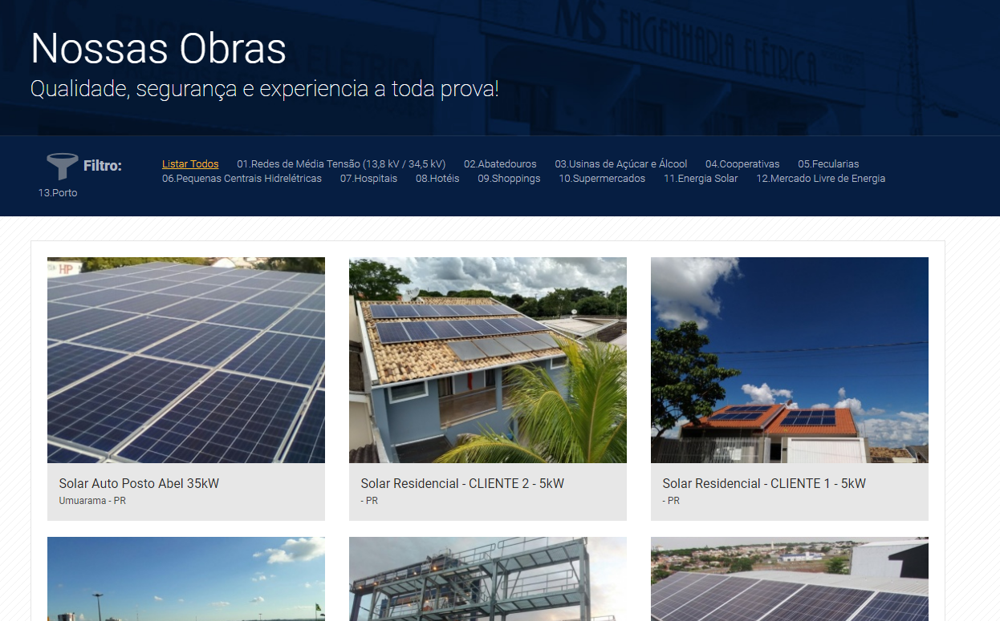 MS ENGENHARIA ELÉTRICA
Nossas Obras
Qualidade, segurança e experiencia a toda prova!
Filtro:
Listar Todos 01.Redes de Média Tensão (13,8 kV / 34,5 kV) 02.Abatedouros 03.Usinas de Açúcar e Álcool 04.Cooperativas 05.Fecularias
06.Pequenas Centrais Hidrelétricas 07.Hospitais 08.Hotéis 09.Shoppings 10.Supermercados 11.Energia Solar 12.Mercado Livre de Energia
13.Porto
HP
Solar Auto Posto Abel 35kW
Umuarama - PR
Solar Residencial - CLIENTE 2 - 5kW
- PR
Solar Residencial - CLIENTE 1 - 5kW
- PR